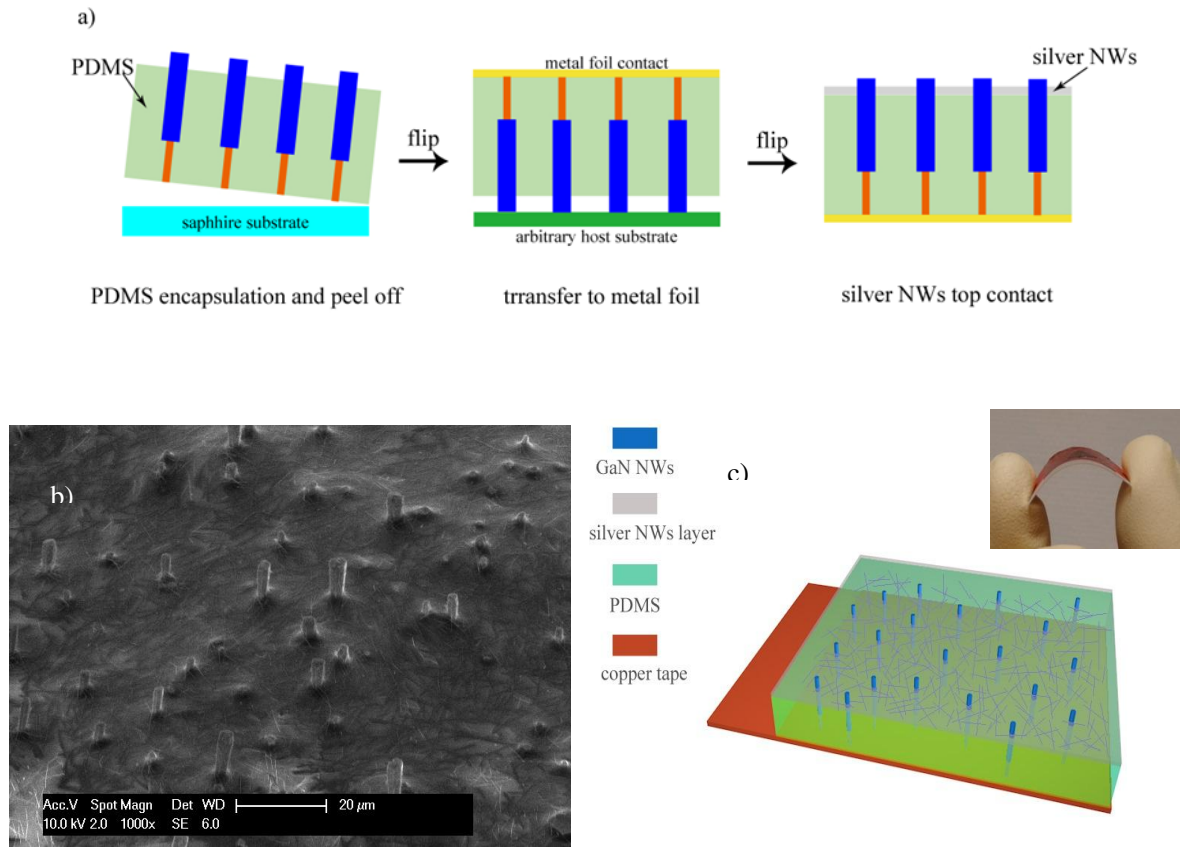 a)
PDMS
saphhire substrate
flip
metal foil contact
arbitrary host substrate
flip
silver NWs
PDMS encapsulation and peel off
trransfer to metal foil
silver NWs top contact
b)
Acc.V Spot Magn Det WD 20 µm
10.0 kV 2.0 1000x SE 6.0
GaN NWs
silver NWs layer
PDMS
copper tape
c)